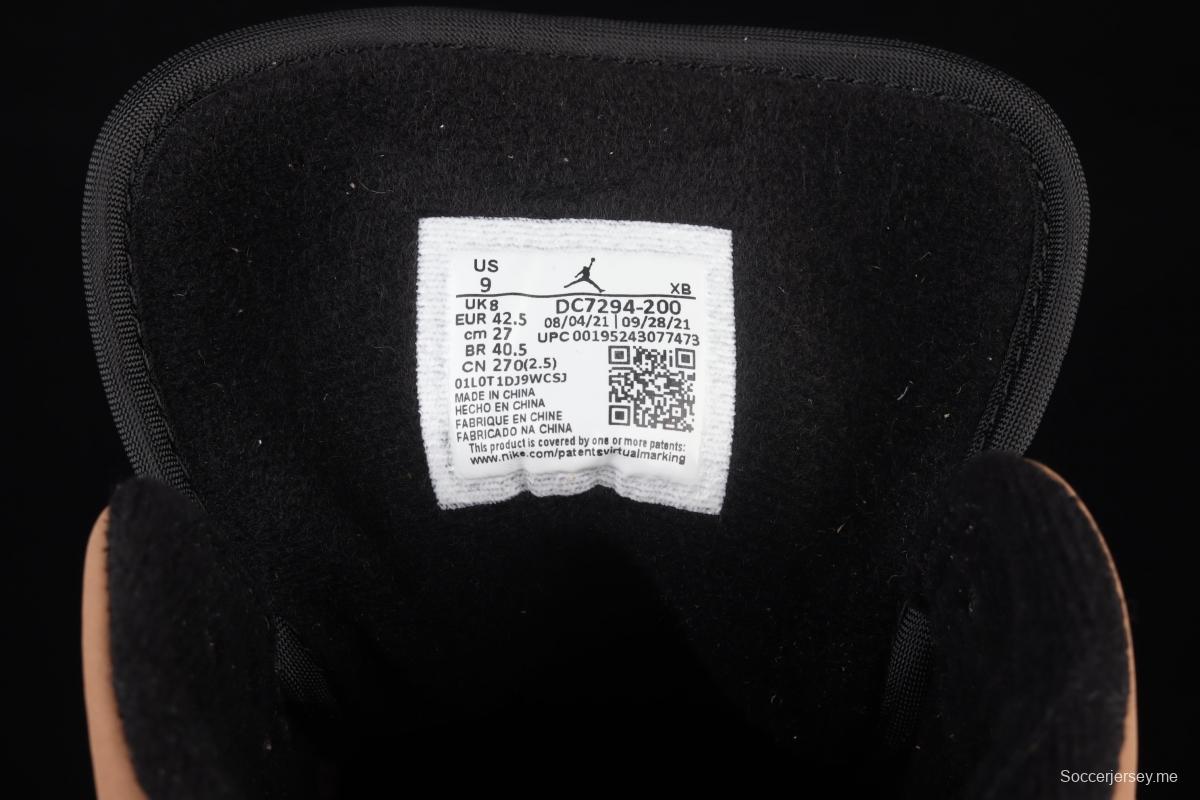 US
9
XB
UK 8
DC7294-200
EUR 42.5
08/04/21 | 09/28/21
cm 27
UPC 00195243077473
BR 40.5
CN 270(2.5)
01L0T1DJ9WCSJ
MADE IN CHINA
HECHO EN CHINA
FABRIQUE EN CHINE
FABRICADO NA CHINA
This product is covered by one or more patents:
www.nike.com/patentsvirtualmarking
Soccerjersey.me